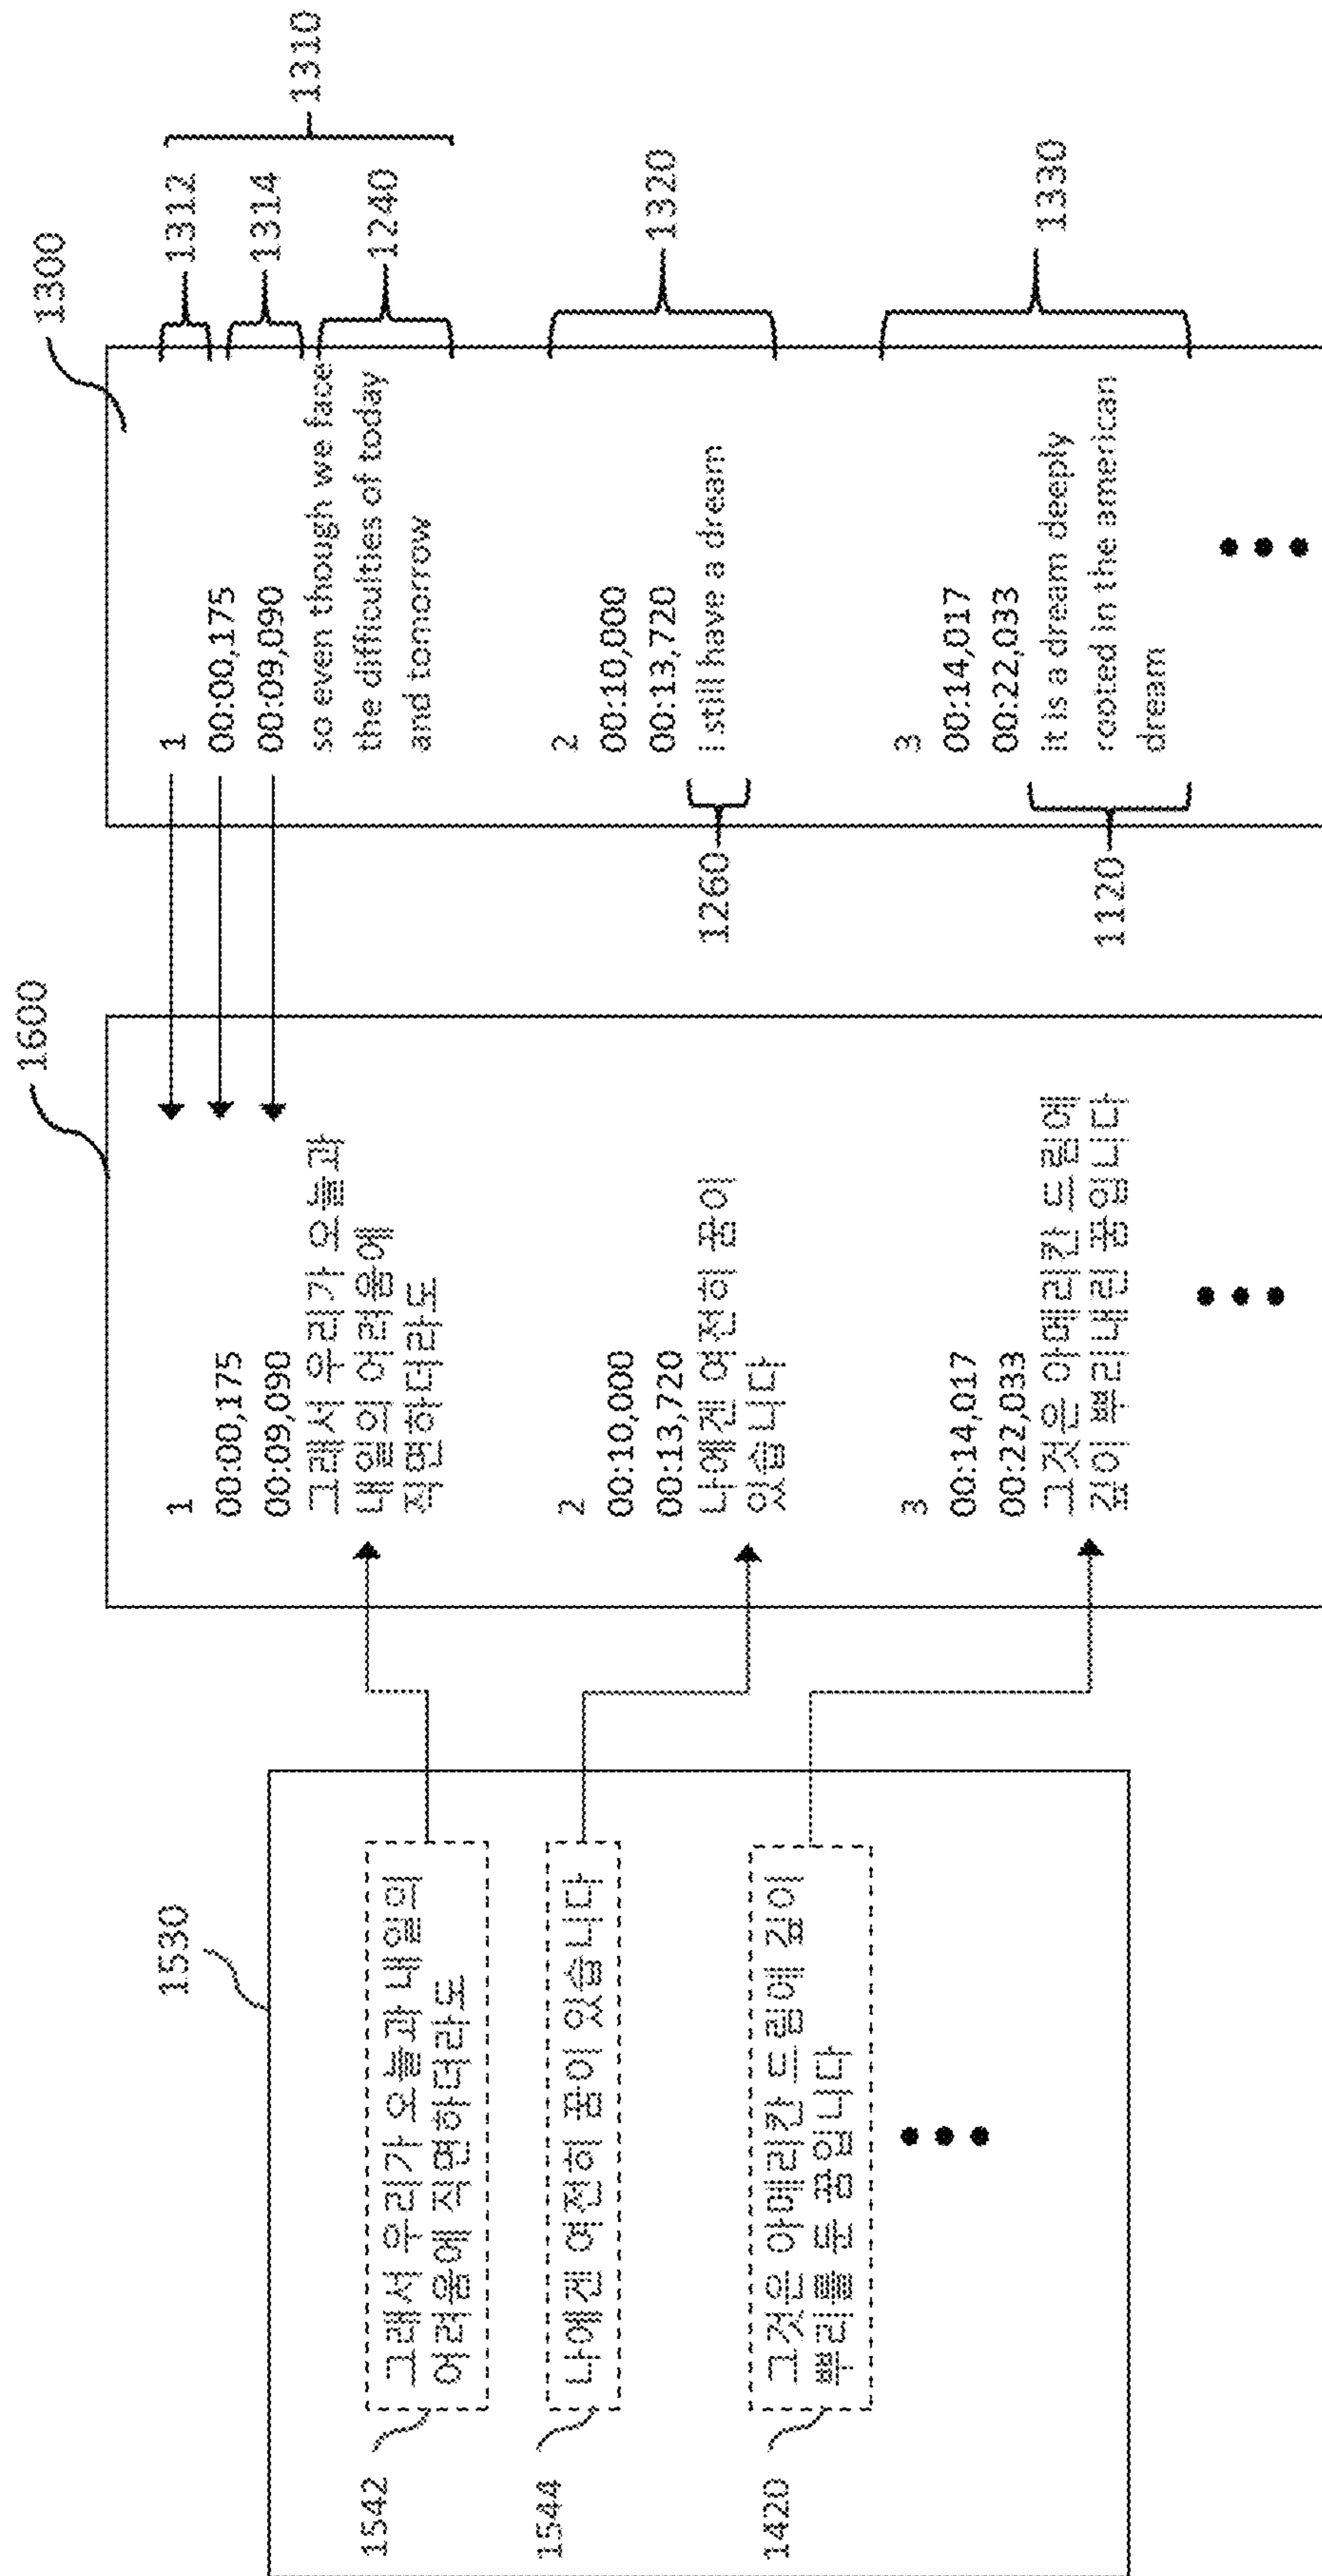 1530
1542
그래서 우리가 오늘과 내일의
어려움에 직면하더라도
1544
나에겐 여전히 꿈이 있습니다
1420
그것은 아메리칸 드림에 깊이
뿌리를 둔 꿈입니다
1600
1
00:00,175
00:09,090
그래서 우리가 오늘과
내일의 어려움에
직면하더라도
2
00:10,000
00:13,720
나에겐 여전히 꿈이
있습니다
3
00:14,017
00:22,033
그것은 아메리칸 드림에
깊이 뿌리내린 꿈입니다
1300
1
00:00,175
00:09,090
so even though we face
the difficulties of today
and tomorrow
2
00:10,000
00:13,720
i still have a dream
3
00:14,017
00:22,033
it is a dream deeply
rooted in the american
dream
1260
1120
1312
1314
1240
1310
1320
1330